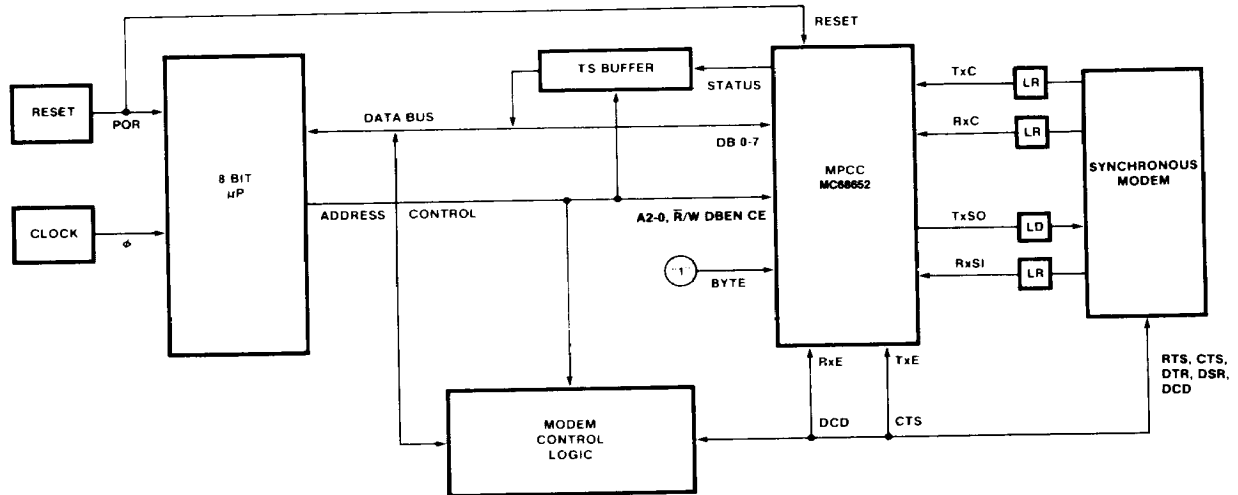 RESET
TS BUFFER
STATUS
TxC
LR
RESET
POR
DATA BUS
RxC
LR
DB 0-7
8 BIT
μP
MPCC
MC68652
SYNCHRONOUS
MODEM
ADDRESS CONTROL
A2-0, R̅/W DBEN CE
TxSO
LD
CLOCK
ϕ
"1"
BYTE
RxSI
LR
RxE
TxE
RTS, CTS,
DTR, DSR,
DCD
MODEM
CONTROL
LOGIC
DCD
CTS